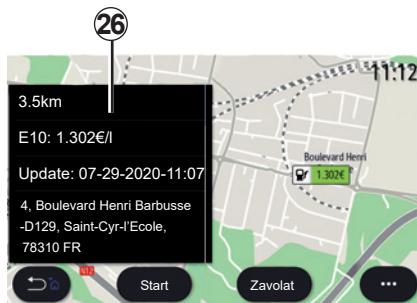 26
11:12
3.5km
E10: 1.302€/l
Update: 07-29-2020-11:07
4, Boulevard Henri Barbusse
-D129, Saint-Cyr-l'Ecole,
78310 FR
Boulevard Henri
1.302€
N12
Start
Zavolat